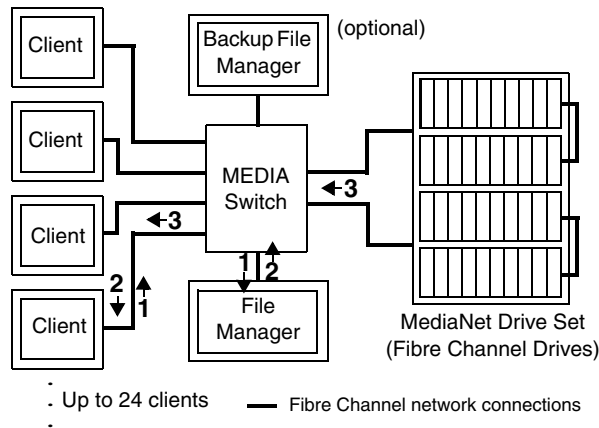 Client
Backup File
Manager
(optional)
Client
MEDIA
Switch
3
Client
3
2
1
1
2
Client
File
Manager
MediaNet Drive Set
(Fibre Channel Drives)
Up to 24 clients
Fibre Channel network connections